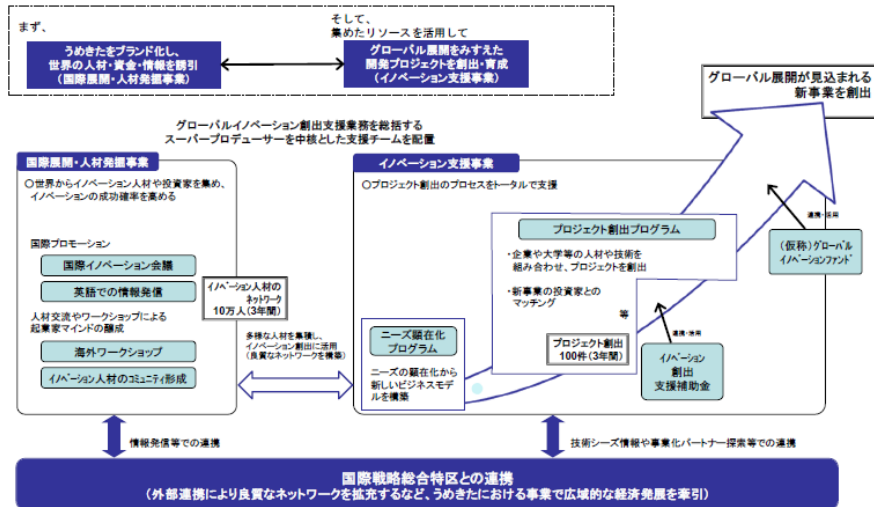 まず、
うめきたをブランド化し、
世界の人材・資金・情報を誘引
(国際展開・人材発掘事業)
そして、
集めたリソースを活用して
グローバル展開をみすえた
開発プロジェクトを創出・育成
(イノベーション支援事業)
グローバル展開が見込まれる
新事業を創出
グローバルイノベーション創出支援業務を総括する
スーパープロデューサーを中核とした支援チームを配置
国際展開・人材発掘事業
○世界からイノベーション人材や投資家を集め、
イノベーションの成功確率を高める
国際プロモーション
国際イノベーション会議
英語での情報発信
人材交流やワークショップによる
起業家マインドの醸成
海外ワークショップ
イノベーション人材のコミュニティ形成
イノベーション人材の
ネットワーク
10万人(3年間)
多様な人材を集積し、
イノベーション創出に活用
(良質なネットワークを構築)
イノベーション支援事業
○プロジェクト創出のプロセスをトータルで支援
プロジェクト創出プログラム
・企業や大学等の人材や技術を
組み合わせ、プロジェクトを創出
・新事業の投資家との
マッチング
等
プロジェクト創出
100件(3年間)
ニーズ顕在化
プログラム
ニーズの顕在化から
新しいビジネスモデ
ルを構築
連携・活用
イノベーション
創出
支援補助金
連携・活用
(仮称)グローバル
イノベーションファンド
情報発信等での連携
技術シーズ情報や事業化パートナー探索等での連携
国際戦略総合特区との連携
(外部連携により良質なネットワークを拡充するなど、うめきたにおける事業で広域的な経済発展を牽引)